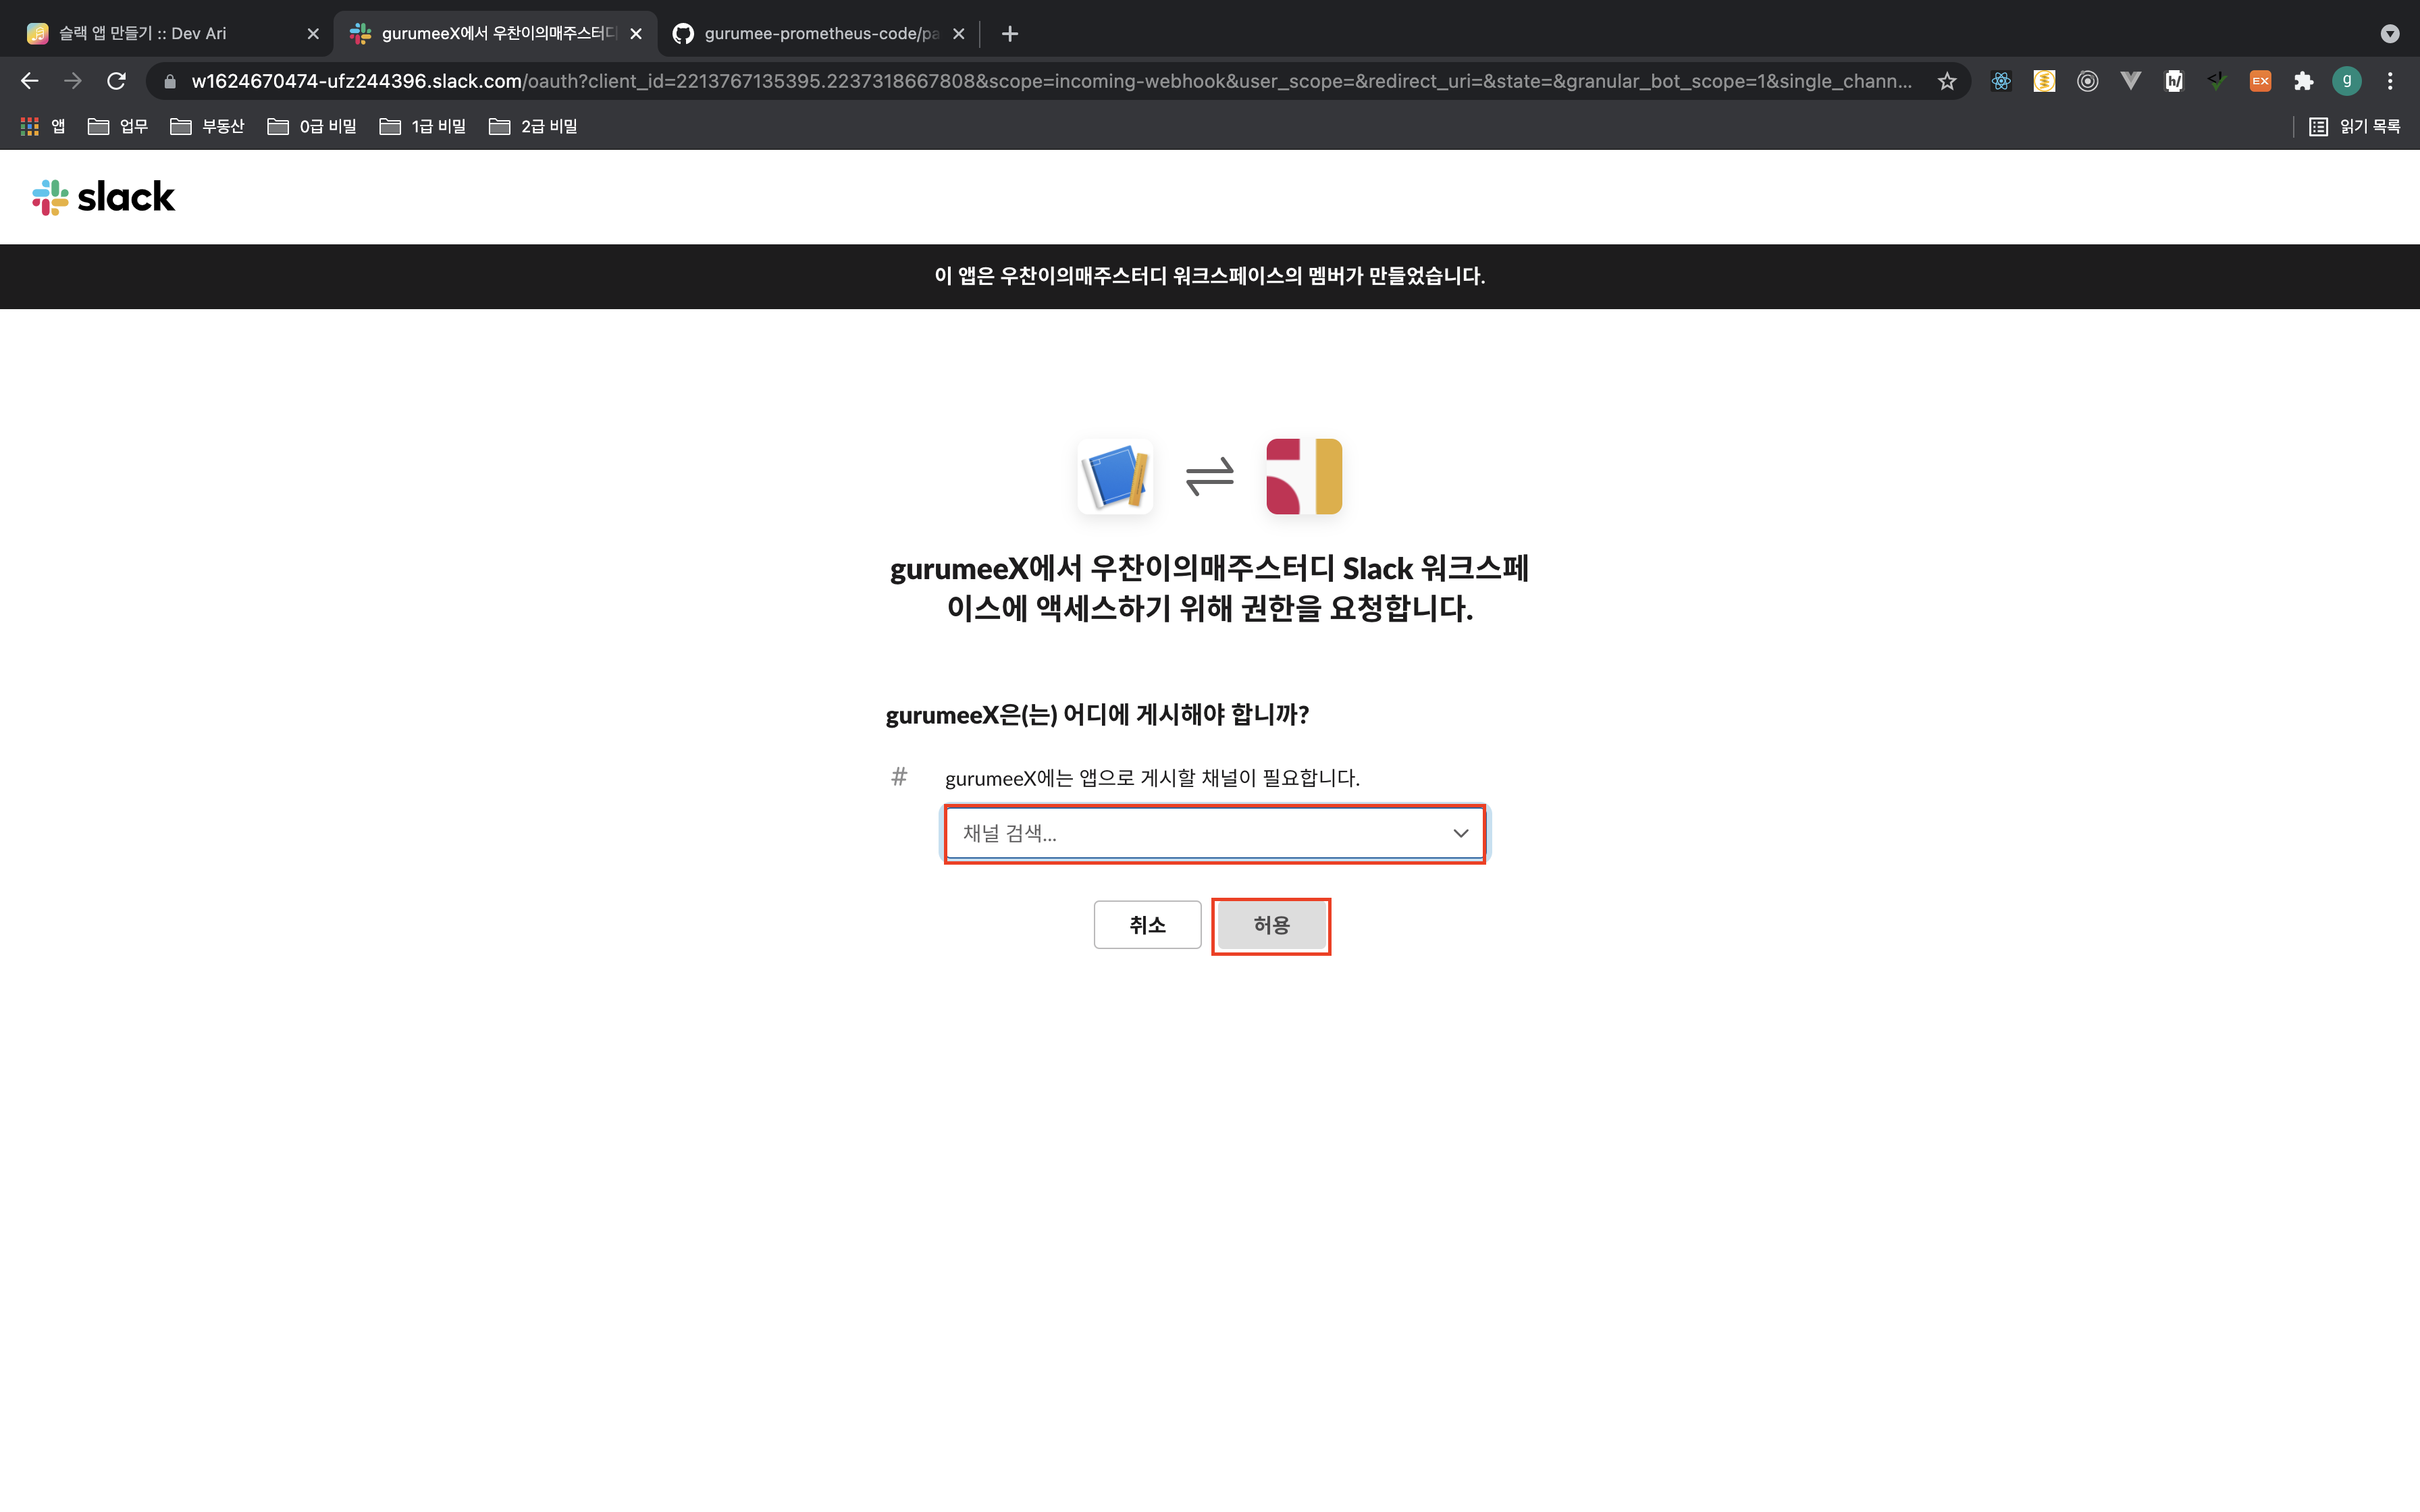 슬랙 앱 만들기 :: Dev Ari
gurumeeX에서 우찬이의매주스터디
gurumee-prometheus-code/pa
w1624670474-ufz244396.slack.com/oauth?client_id=2213767135395.2237318667808&scope=incoming-webhook&user_scope=&redirect_uri=&state=&granular_bot_scope=1&single_chann...
h/
EX
g
앱
업무
부동산
0급 비밀
1급 비밀
2급 비밀
읽기 목록
slack
이 앱은 우찬이의매주스터디 워크스페이스의 멤버가 만들었습니다.
gurumeeX에서 우찬이의매주스터디 Slack 워크스페
이스에 액세스하기 위해 권한을 요청합니다.
gurumeeX은(는) 어디에 게시해야 합니까?
# gurumeeX에는 앱으로 게시할 채널이 필요합니다.
채널 검색...
취소
허용